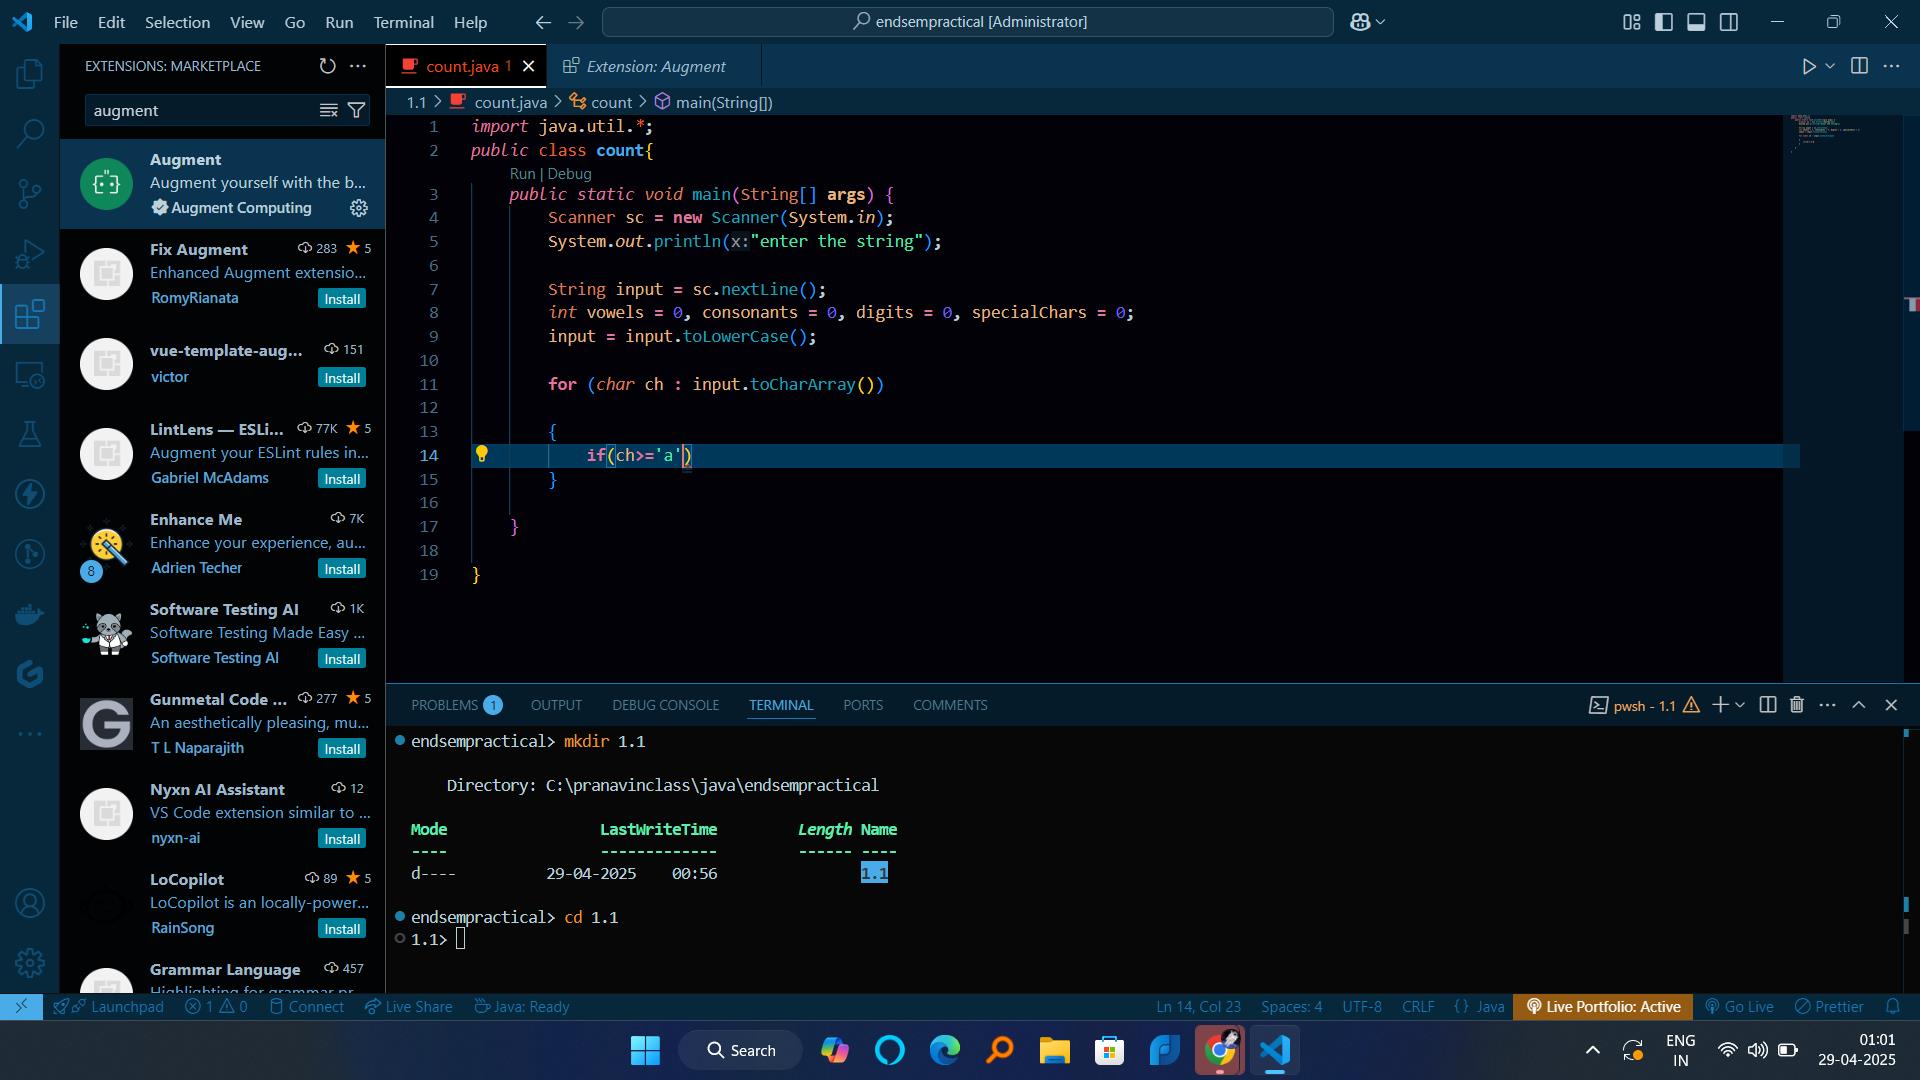 File Edit Selection View Go Run Terminal Help
endsempractical [Administrator]
EXTENSIONS: MARKETPLACE
augment
Augment
Augment yourself with the b...
Augment Computing
Fix Augment 283 5
Enhanced Augment extensio...
RomyRianata Install
vue-template-aug... 151
victor Install
LintLens — ESLi... 77K 5
Augment your ESLint rules in...
Gabriel McAdams Install
Enhance Me 7K
Enhance your experience, au...
Adrien Techer Install
8
Software Testing AI 1K
Software Testing Made Easy ...
Software Testing AI Install
Gunmetal Code ... 277 5
An aesthetically pleasing, mu...
T L Naparajith Install
Nyxn AI Assistant 12
VS Code extension similar to ...
nyxn-ai Install
LoCopilot 89 5
LoCopilot is an locally-power...
RainSong Install
Grammar Language 457
count.java 1 Extension: Augment
1.1 > count.java > count > main(String[])
1 import java.util.*;
2 public class count{
Run | Debug
3 public static void main(String[] args) {
4 Scanner sc = new Scanner(System.in);
5 System.out.println(x:"enter the string");
6
7 String input = sc.nextLine();
8 int vowels = 0, consonants = 0, digits = 0, specialChars = 0;
9 input = input.toLowerCase();
10
11 for (char ch : input.toCharArray())
12
13 {
14 if(ch>='a')
15 }
16
17 }
18
19 }
PROBLEMS 1 OUTPUT DEBUG CONSOLE TERMINAL PORTS COMMENTS
pwsh - 1.1
endsempractical> mkdir 1.1
Directory: C:\pranavinclass\java\endsempractical
Mode LastWriteTime Length Name
---- ------------- ------ ----
d---- 29-04-2025 00:56 1.1
endsempractical> cd 1.1
1.1>
Launchpad 1 0 Connect Live Share Java: Ready
Ln 14, Col 23 Spaces: 4 UTF-8 CRLF {} Java Live Portfolio: Active Go Live Prettier
Search
ENG
IN
01:01
29-04-2025